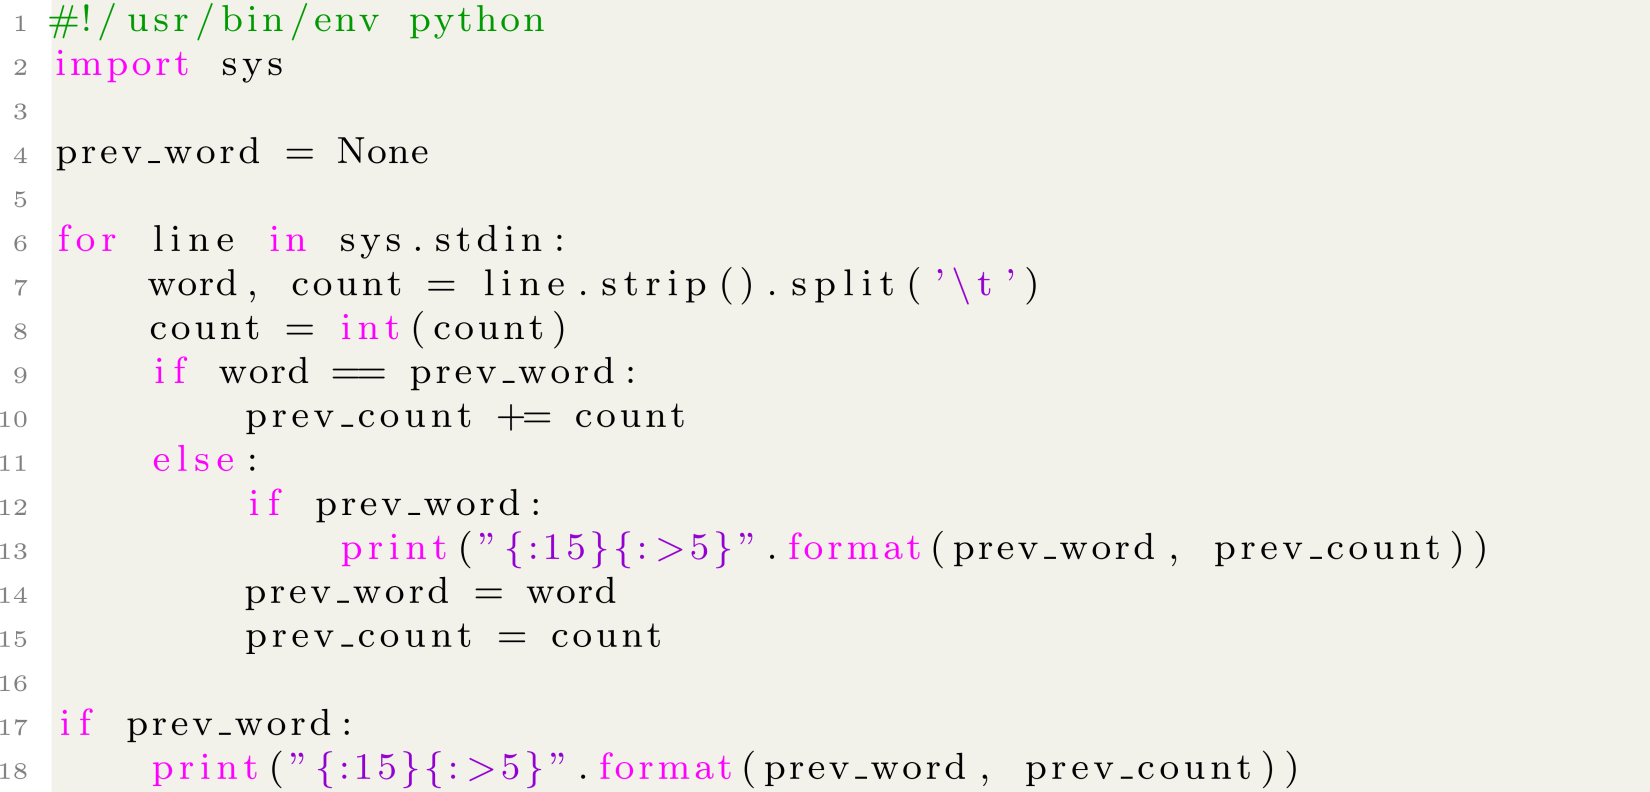 1 #!/usr/bin/env python
2 import sys
3
4 prev_word = None
5
6 for line in sys.stdin:
7     word, count = line.strip().split('\t')
8     count = int(count)
9     if word == prev_word:
10         prev_count += count
11     else:
12         if prev_word:
13             print("{:15}{:>5}".format(prev_word, prev_count))
14         prev_word = word
15         prev_count = count
16
17 if prev_word:
18     print("{:15}{:>5}".format(prev_word, prev_count))